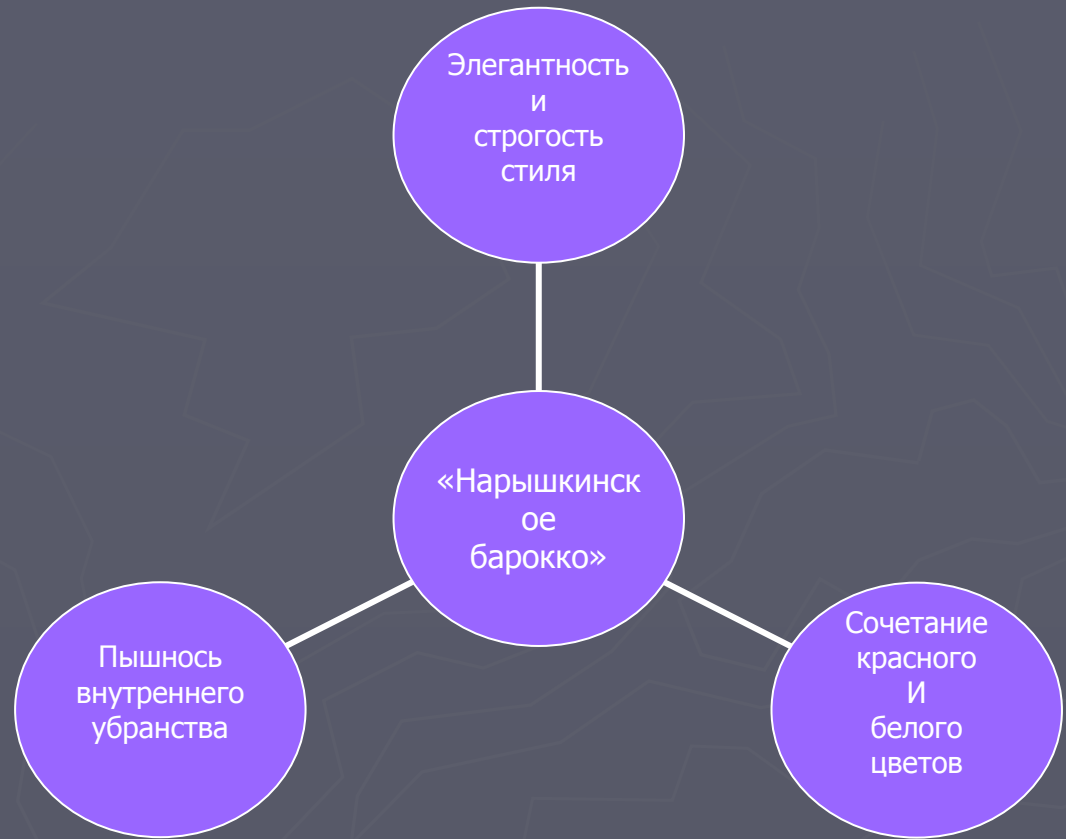 Элегантность
и
строгость
стиля
«Нарышкинск
ое
барокко»
Пышнось
внутреннего
убранства
Сочетание
красного
И
белого
цветов